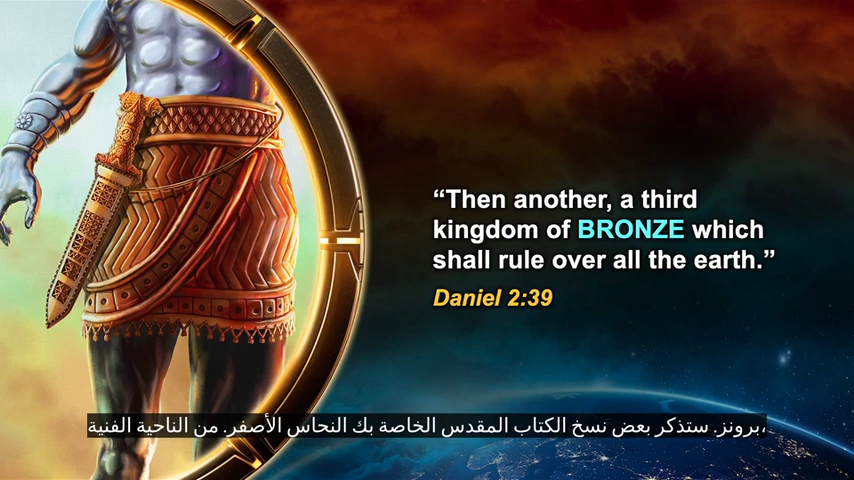 “Then another, a third
kingdom of BRONZE which
shall rule over all the earth.”
Daniel 2:39
برونز. ستذكر بعض نسخ الكتاب المقدس الخاصة بك النحاس الأصفر. من الناحية الفنية،